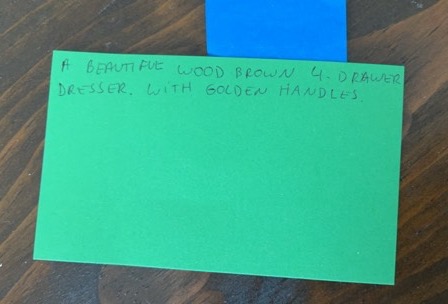 A BEAUTIFUL WOOD BROWN 4-DRAWER
DRESSER. WITH GOLDEN HANDLES.